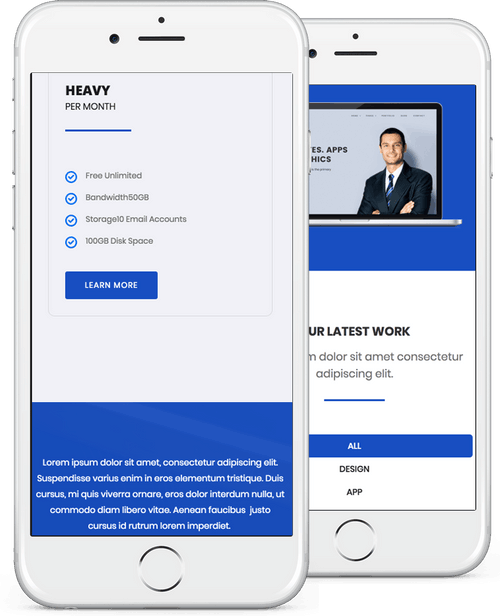 HEAVY
PER MONTH
Free Unlimited
Bandwidth50GB
Storage10 Email Accounts
100GB Disk Space
LEARN MORE
Lorem ipsum dolor sit amet, consectetur adipiscing elit.
Suspendisse varius enim in eros elementum tristique. Duis
cursus, mi quis viverra ornare, eros dolor interdum nulla, ut
commodo diam libero vitae. Aenean faucibus justo
cursus id rutrum lorem imperdiet.
TES. APPS
HICS
UR LATEST WORK
m dolor sit amet consectetur
adipiscing elit.
ALL
DESIGN
APP